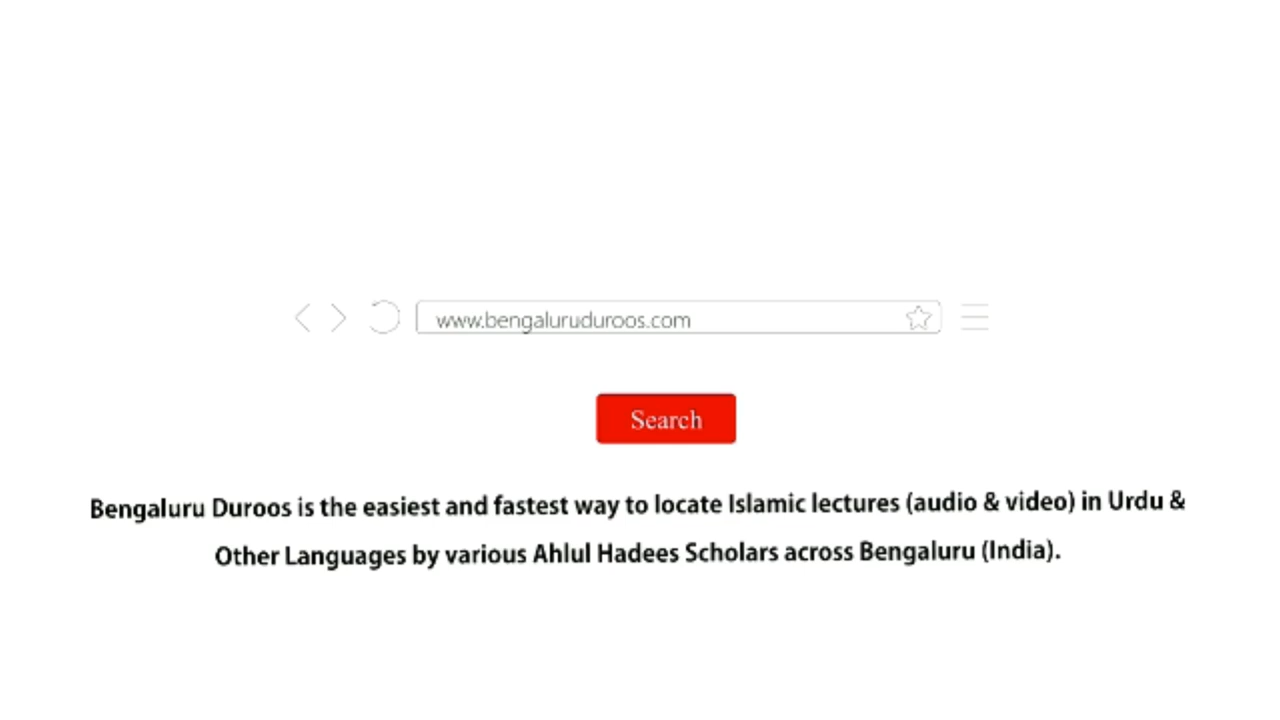 www.bengaluruduroos.com
Search
Bengaluru Duroos is the easiest and fastest way to locate Islamic lectures (audio & video) in Urdu &
Other Languages by various Ahlul Hadees Scholars across Bengaluru (India).